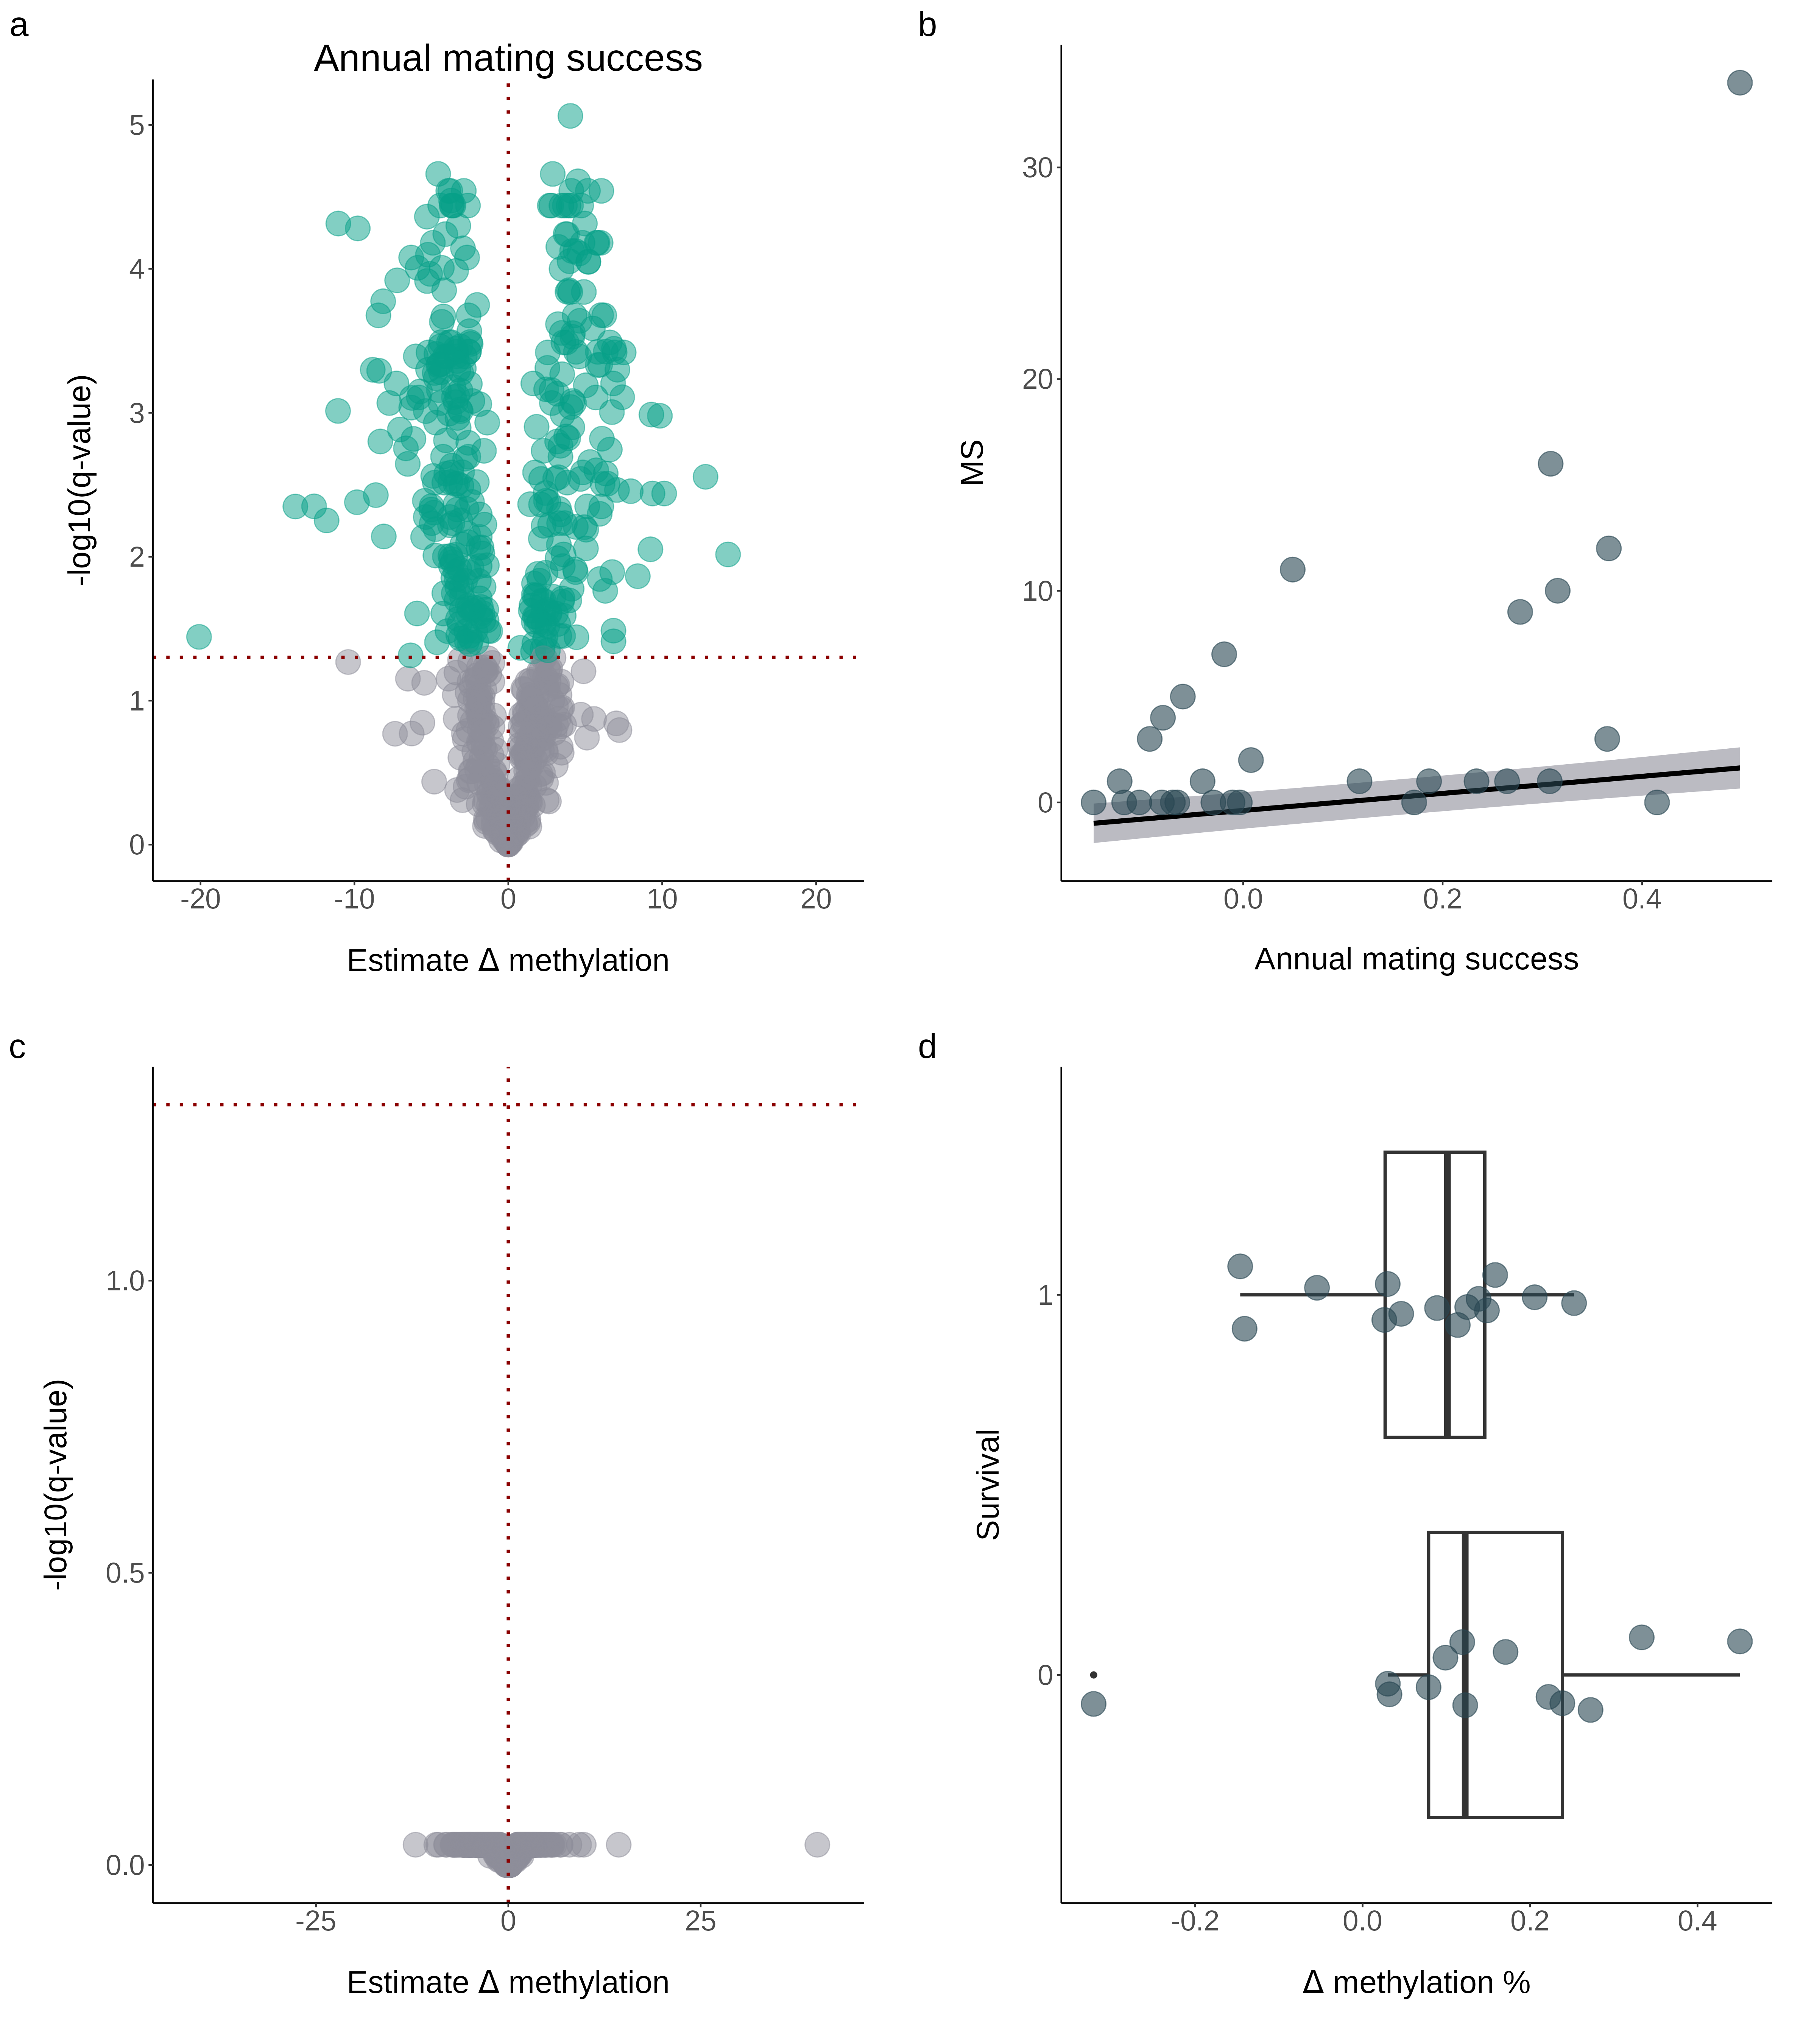 a
Annual mating success
5
4
3
2
1
0
-log10(q-value)
-20
-10
0
10
20
Estimate Δ methylation
b
30
20
10
0
MS
0.0
0.2
0.4
Annual mating success
c
1.0
0.5
0.0
-log10(q-value)
-25
0
25
Estimate Δ methylation
d
1
0
Survival
-0.2
0.0
0.2
0.4
Δ methylation %